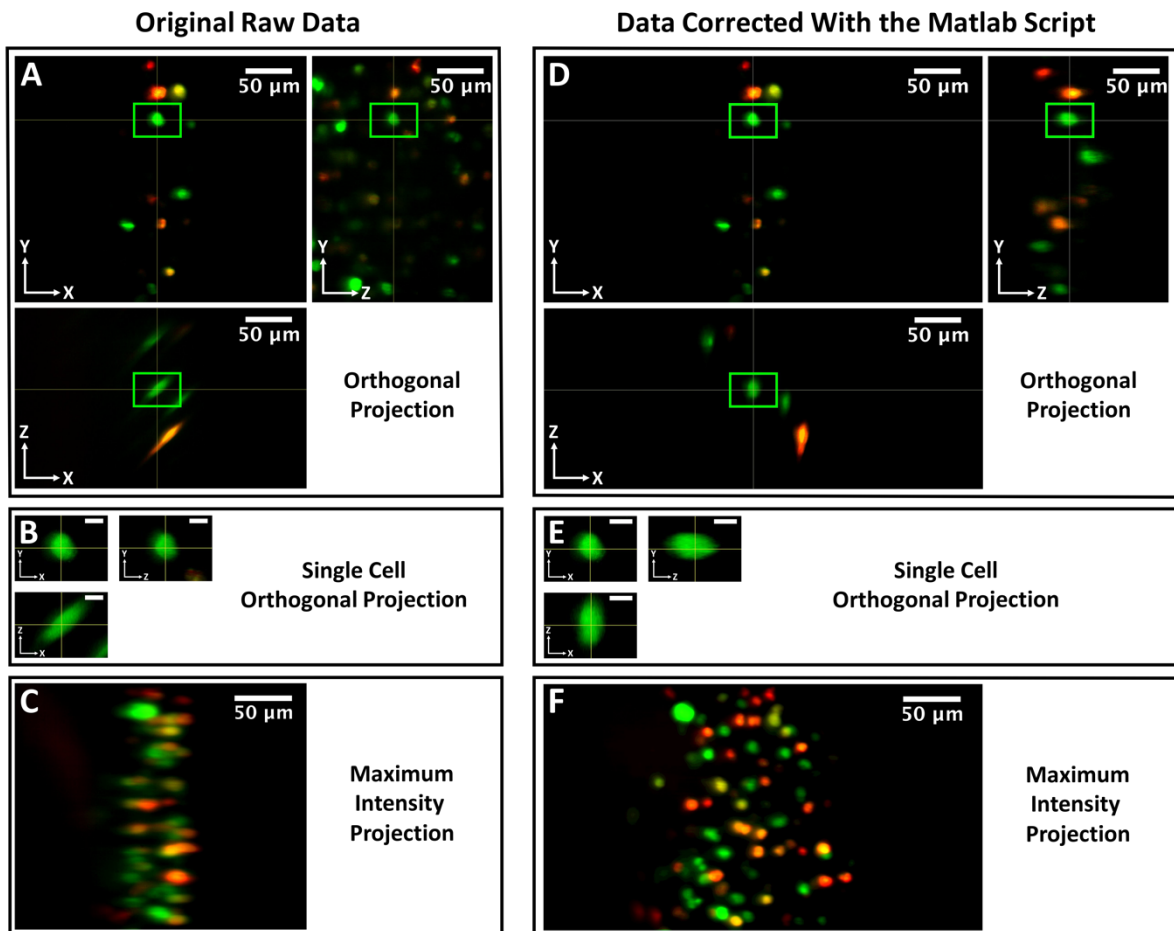 Original Raw Data
Data Corrected With the Matlab Script
A
50 μm
50 μm
Y
X
Y
Z
50 μm
Z
X
Orthogonal
Projection
D
50 μm
50 μm
Y
X
Y
Z
50 μm
Z
X
Orthogonal
Projection
B
Y
X
Y
Z
Z
X
Single Cell
Orthogonal Projection
E
Y
X
Y
Z
Z
X
Single Cell
Orthogonal Projection
C
50 μm
Maximum
Intensity
Projection
F
50 μm
Maximum
Intensity
Projection